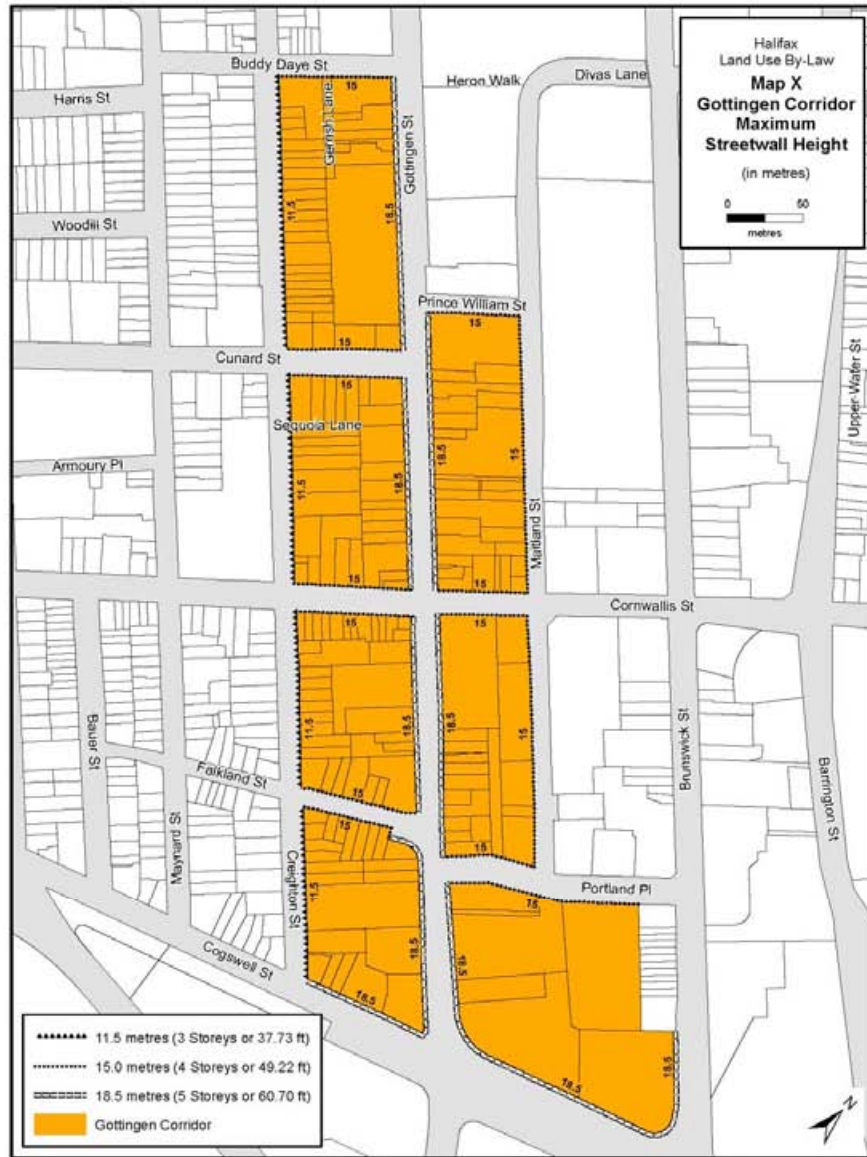 Halifax
Land Use By-Law
Map X
Gottingen Corridor
Maximum
Streetwall Height
(in metres)
0 50
metres
Buddy Daye St
Harris St
Heron Walk
Divas Lane
15
Gerrish Lane
Gottingen St
11.5
18.5
Woodill St
Prince William St
15
15
Cunard St
Upper Water St
15
Sequoia Lane
Armoury Pl
11.5
18.5
18.5
15
Maitland St
15
15
Cornwallis St
15
15
11.5
18.5
18.5
15
Bauer St
Falkland St
Brunswick St
Barrington St
15
Maynard St
15
15
Creighton St
11.5
Portland Pl
15
Cogswell St
18.5
18.5
18.5
18.5
18.5
11.5 metres (3 Storeys or 37.73 ft)
15.0 metres (4 Storeys or 49.22 ft)
18.5 metres (5 Storeys or 60.70 ft)
Gottingen Corridor
N